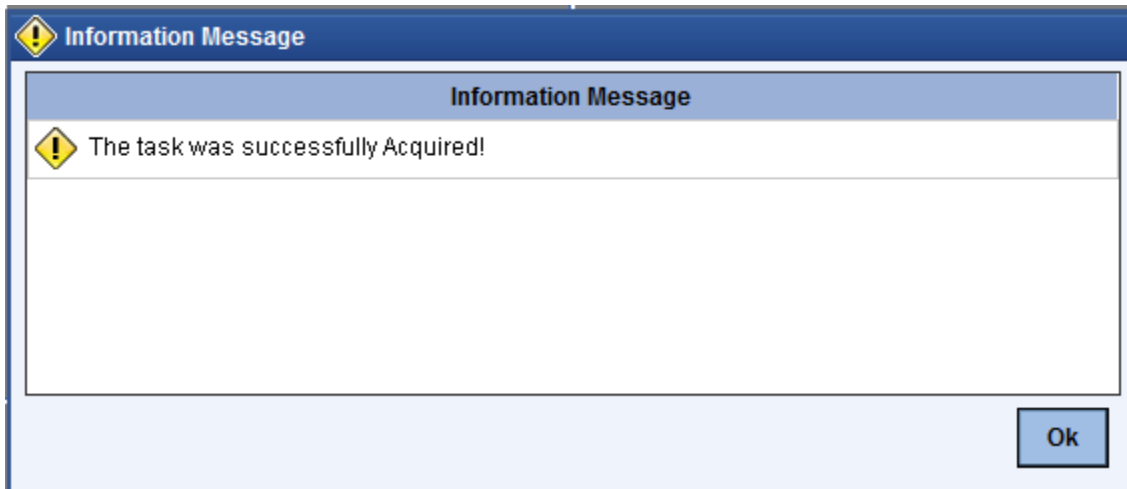 Information Message
Information Message
The task was successfully Acquired!
Ok